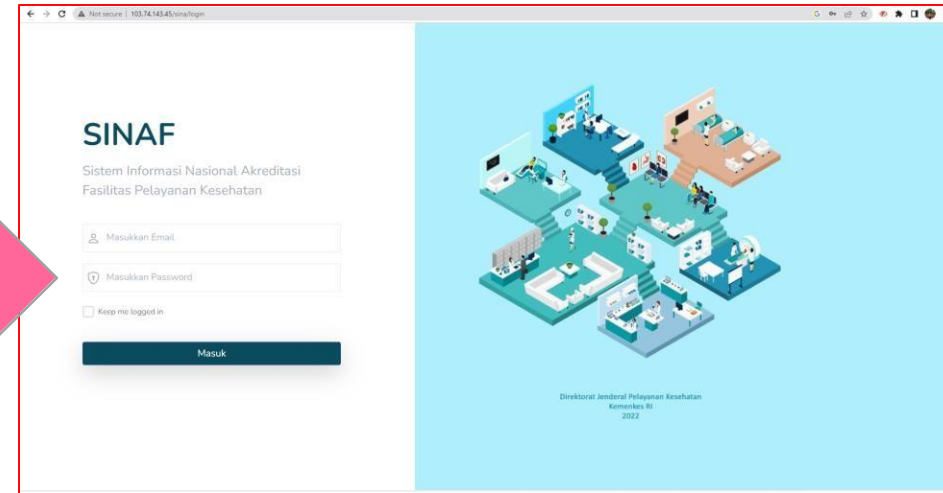 Not secure | 103.74.143.45/sina/login
SINAF
Sistem Informasi Nasional Akreditasi
Fasilitas Pelayanan Kesehatan
Masukkan Email
Masukkan Password
Keep me logged in
Masuk
Direktorat Jenderal Pelayanan Kesehatan
Kemenkes RI
2022